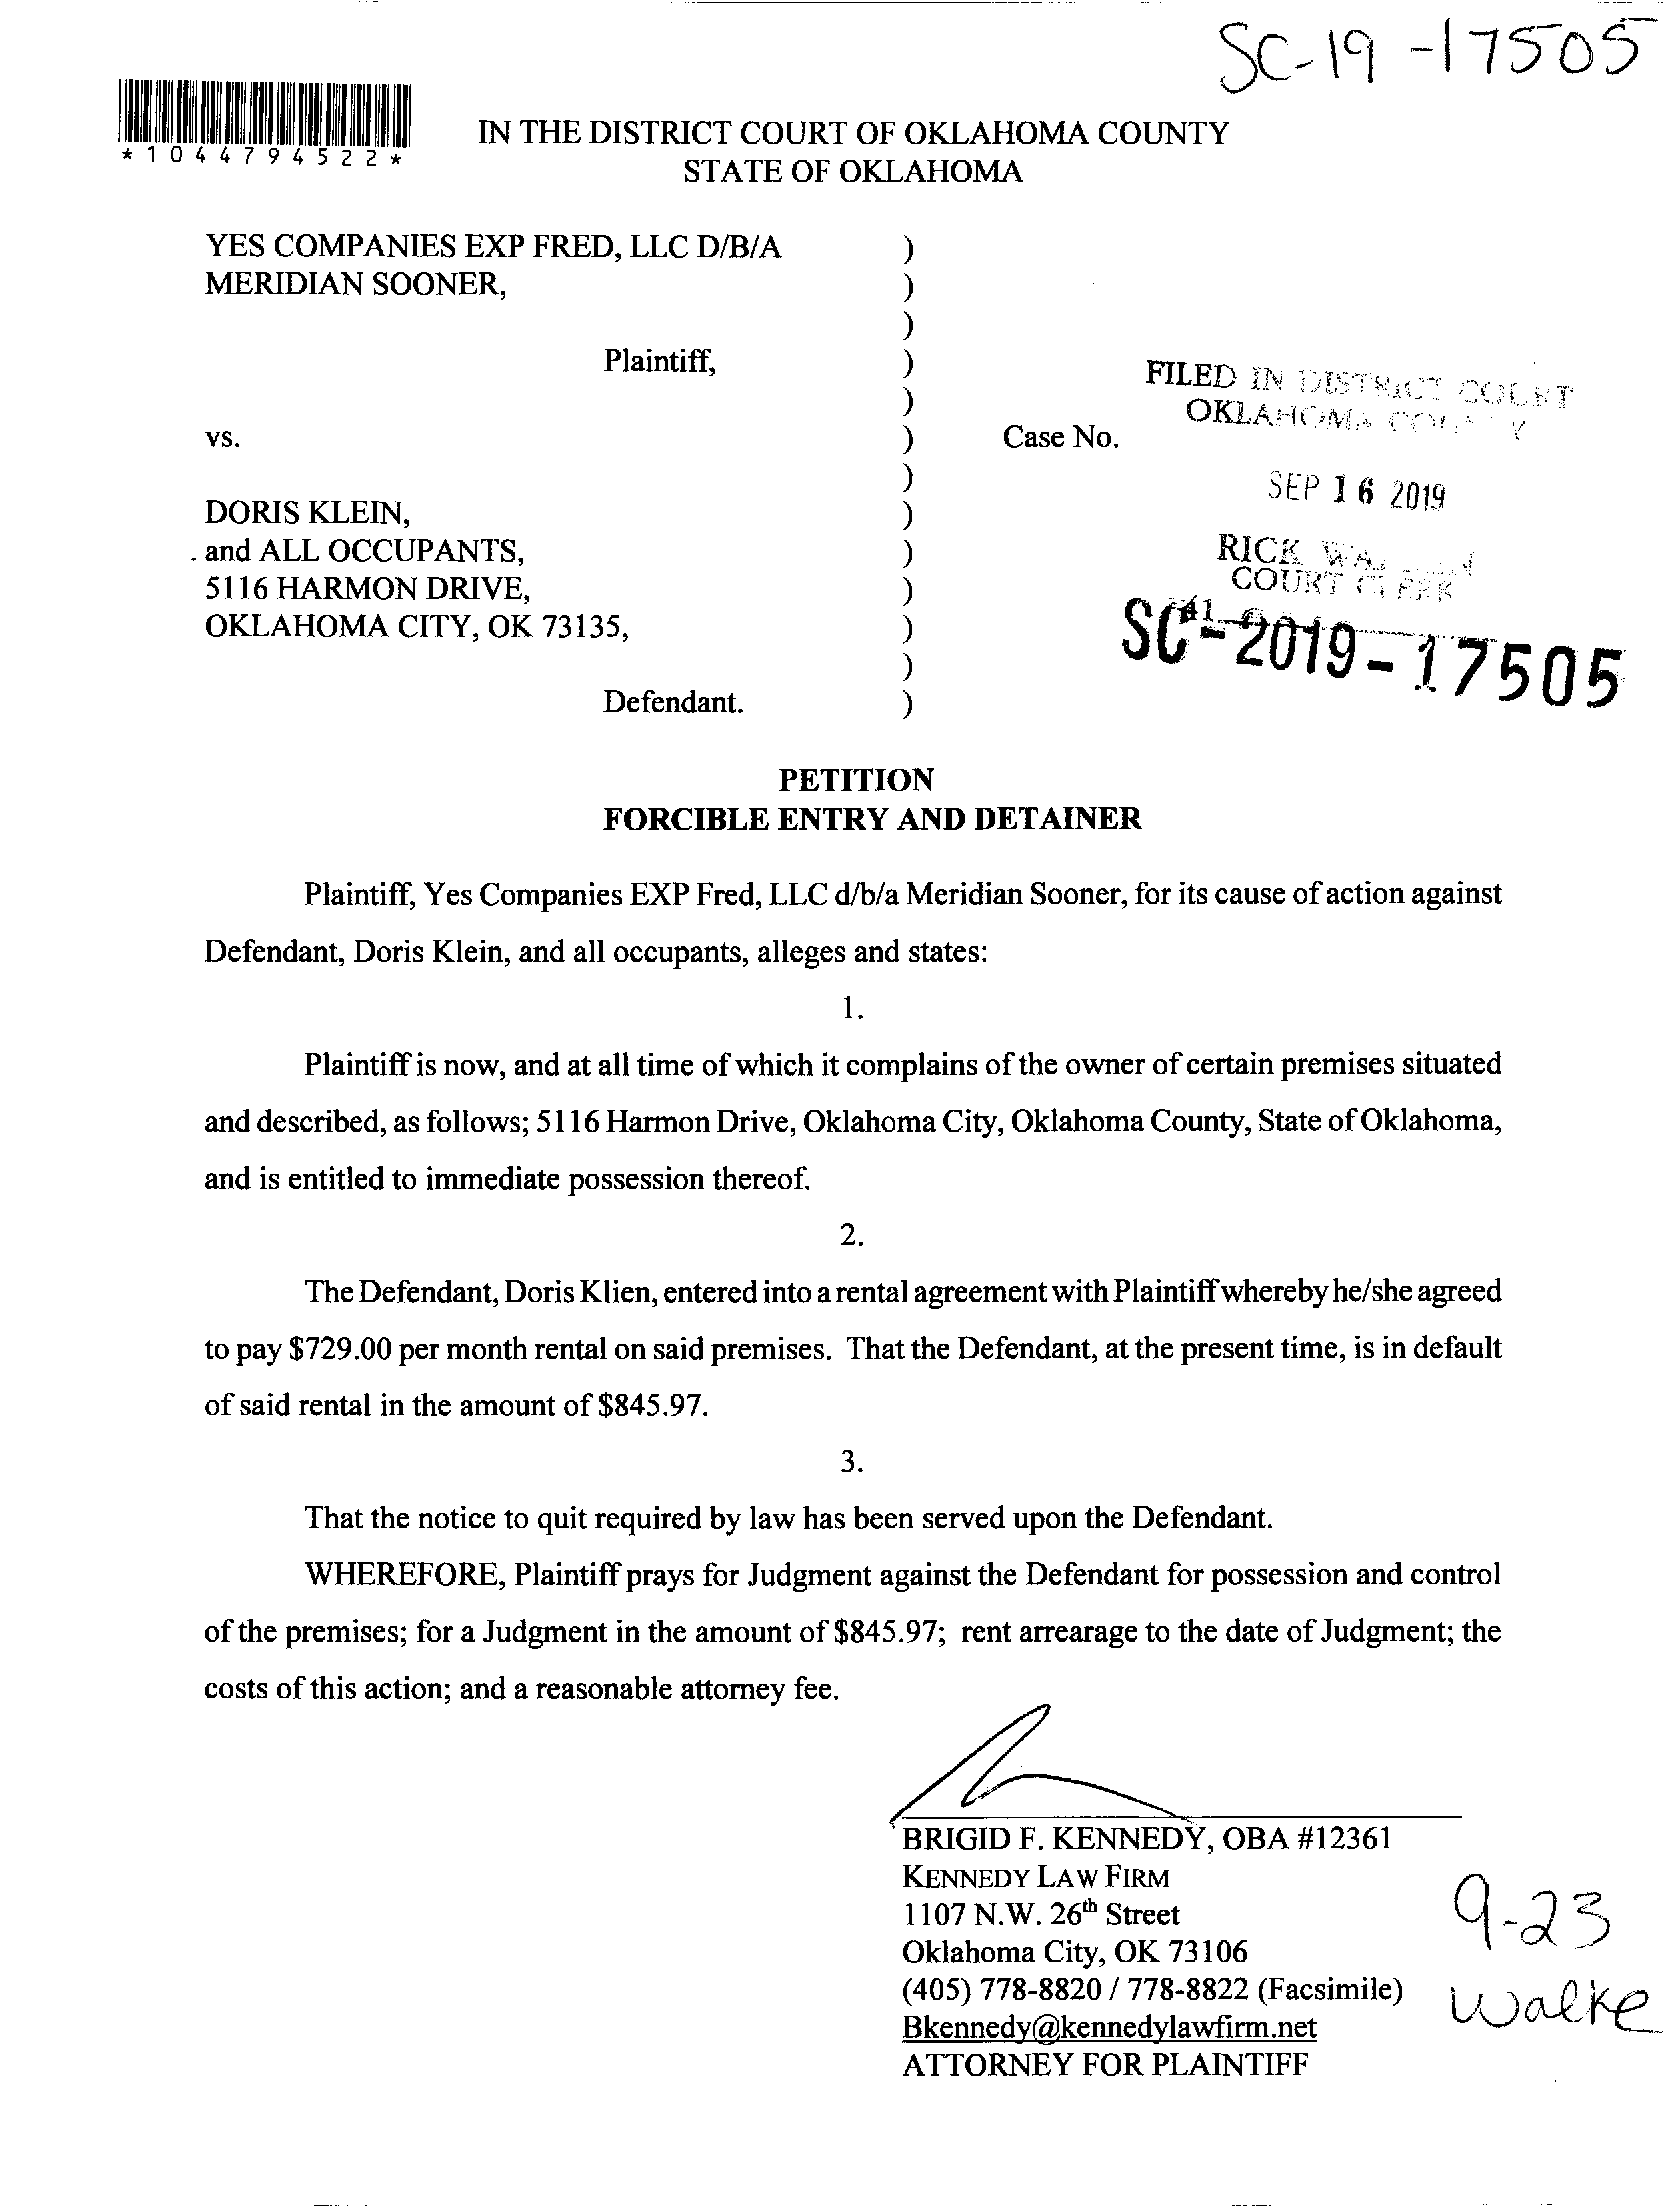 SC-19-17505
*1044794522*
IN THE DISTRICT COURT OF OKLAHOMA COUNTY
STATE OF OKLAHOMA
YES COMPANIES EXP FRED, LLC D/B/A )
MERIDIAN SOONER, )
)
Plaintiff, )
)
vs. ) Case No.
)
DORIS KLEIN, )
and ALL OCCUPANTS, )
5116 HARMON DRIVE, )
OKLAHOMA CITY, OK 73135, )
)
Defendant. )
FILED IN DISTRICT COURT
OKLAHOMA COUNTY
SEP 16 2019
RICK
COURT CLERK
SC-2019-17505
PETITION
FORCIBLE ENTRY AND DETAINER
Plaintiff, Yes Companies EXP Fred, LLC d/b/a Meridian Sooner, for its cause of action against
Defendant, Doris Klein, and all occupants, alleges and states:
1.
Plaintiff is now, and at all time of which it complains of the owner of certain premises situated
and described, as follows; 5116 Harmon Drive, Oklahoma City, Oklahoma County, State of Oklahoma,
and is entitled to immediate possession thereof.
2.
The Defendant, Doris Klien, entered into a rental agreement with Plaintiff whereby he/she agreed
to pay $729.00 per month rental on said premises. That the Defendant, at the present time, is in default
of said rental in the amount of $845.97.
3.
That the notice to quit required by law has been served upon the Defendant.
WHEREFORE, Plaintiff prays for Judgment against the Defendant for possession and control
of the premises; for a Judgment in the amount of $845.97; rent arrearage to the date of Judgment; the
costs of this action; and a reasonable attorney fee.
BRIGID F. KENNEDY, OBA #12361
KENNEDY LAW FIRM
1107 N.W. 26th Street
Oklahoma City, OK 73106
(405) 778-8820 / 778-8822 (Facsimile)
Bkennedy@kennedylawfirm.net
ATTORNEY FOR PLAINTIFF
9-23
Walke